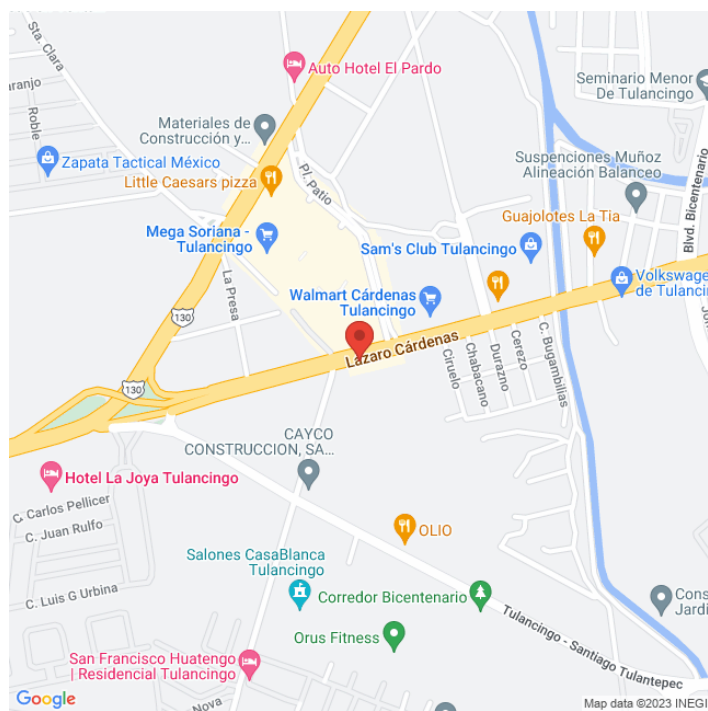 Sta. Clara
Auto Hotel El Pardo
Seminario Menor
De Tulancingo
Roble
Materiales de
Construcción y...
Zapata Tactical México
Little Caesars pizza
Pl. Patio
Suspenciones Muñoz
Alineación Balanceo
Blvd. Bicentenario
Guajolotes La Tia
Mega Soriana -
Tulancingo
Sam's Club Tulancingo
La Presa
Walmart Cárdenas
Tulancingo
130
Lázaro Cárdenas
130
Ciruelo
Chabacano
Durazno
Cerezo
C. Bugambilias
CAYCO
CONSTRUCCION, SA...
Hotel La Joya Tulancingo
C. Carlos Pellicer
C. Juan Rulfo
OLIO
Salones CasaBlanca
Tulancingo
C. Luis G Urbina
Corredor Bicentenario
Tulancingo - Santiago Tulantepec
Orus Fitness
San Francisco Huatengo
| Residencial Tulancingo
Nova
Google
Map data ©2023 INEGI